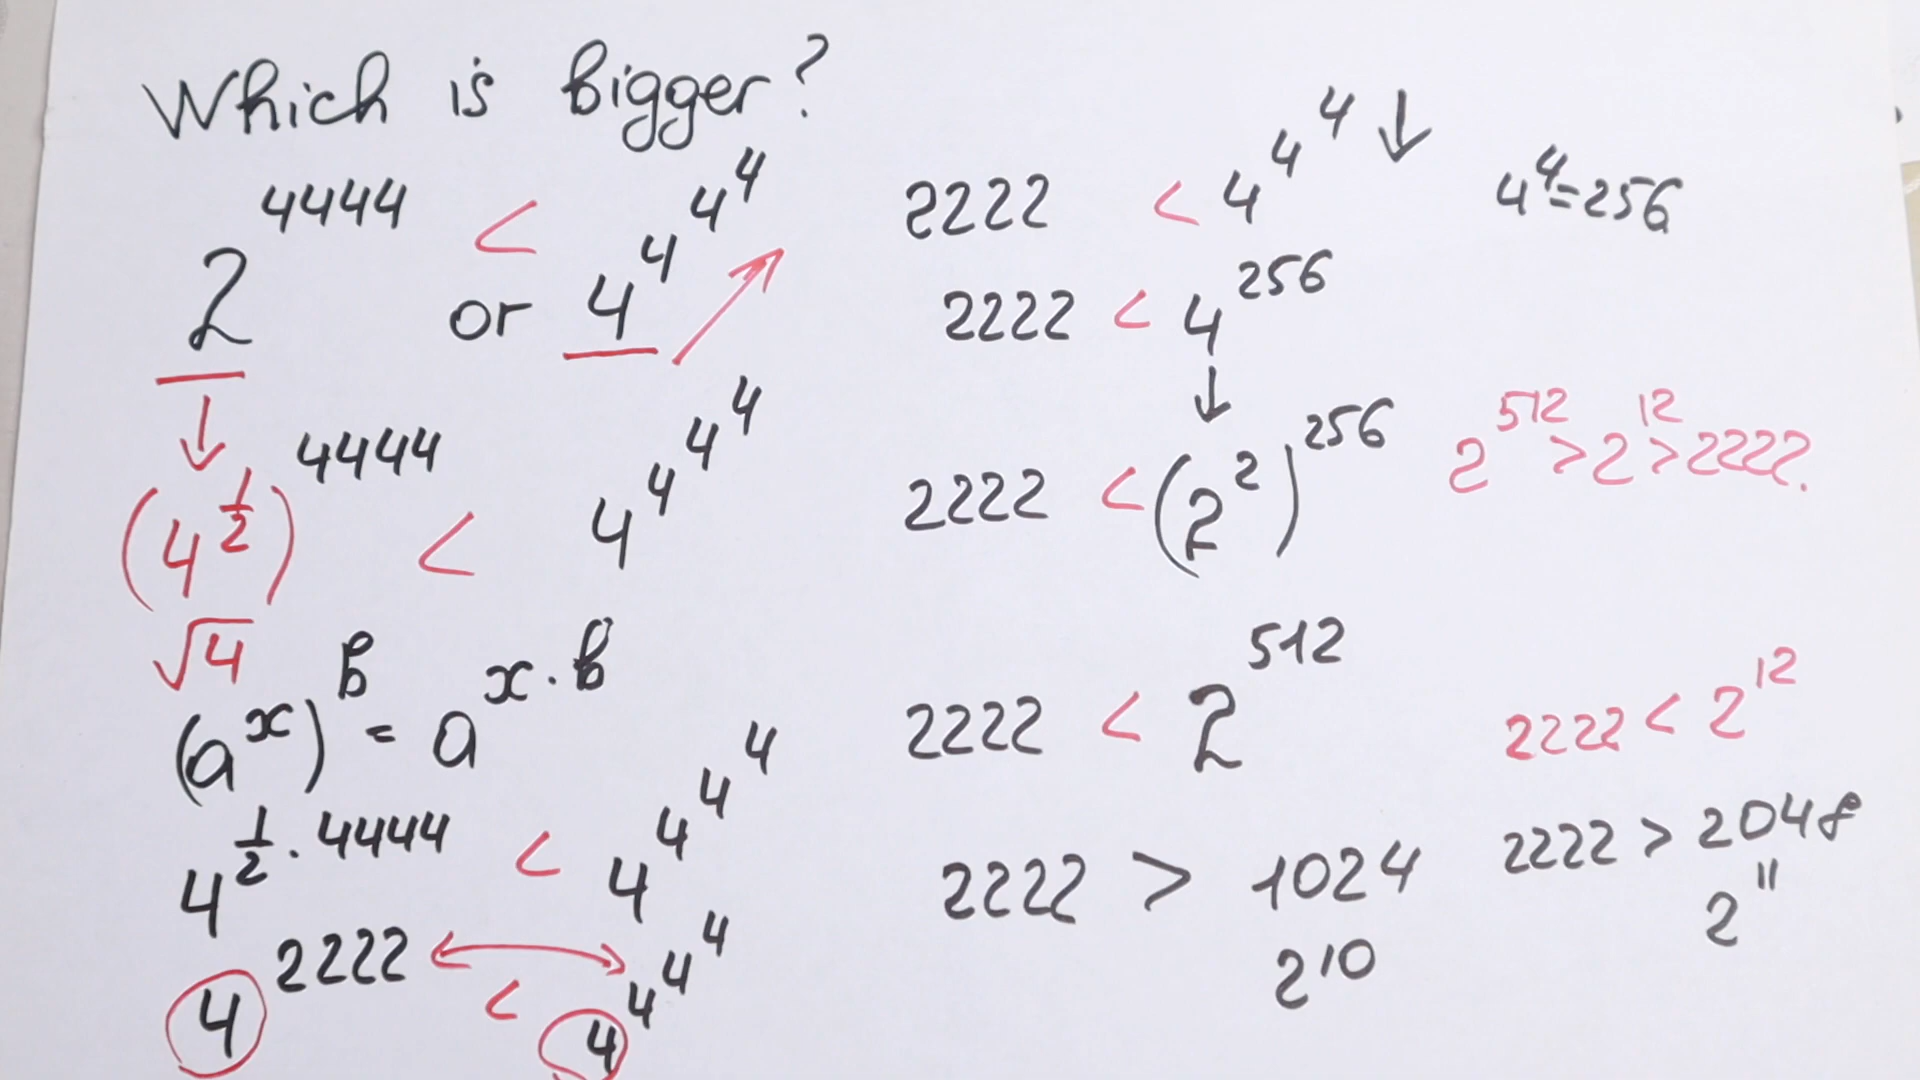 Which is bigger?
2^4444 < or 4^4^4^4
(4^1/2)^4444 < 4^4^4^4
√4
(a^x)^b = a^x·b
4^1/2·4444 < 4^4^4^4
4^2222 < 4^4^4^4
2222 < 4^4^4 4^4=256
2222 < 4^256
2222 < (2^2)^256 2^512>2^12>2222.
2222 < 2^512 2222 < 2^12
2222 > 1024 2222 > 2048
2^10 2^11